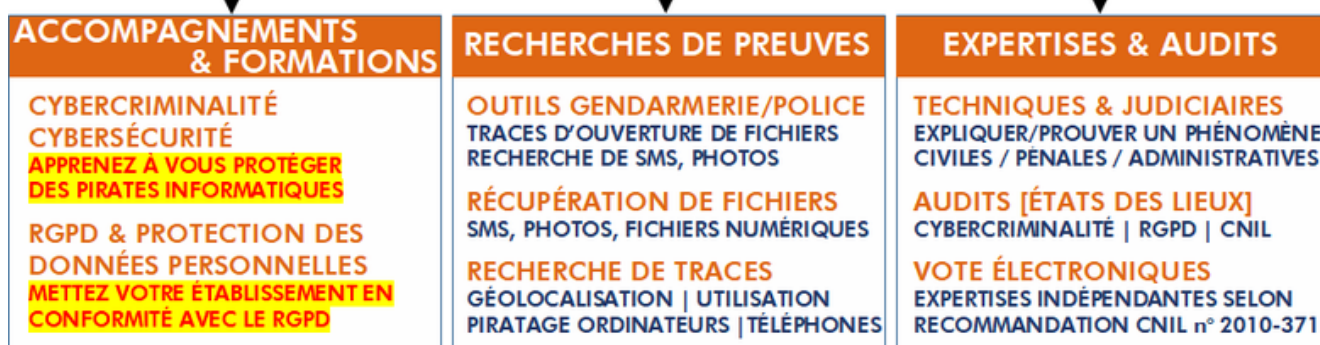 ACCOMPAGNEMENTS
& FORMATIONS
CYBERCRIMINALITÉ
CYBERSÉCURITÉ
APPRENEZ À VOUS PROTÉGER
DES PIRATES INFORMATIQUES
RGPD & PROTECTION DES
DONNÉES PERSONNELLES
METTEZ VOTRE ÉTABLISSEMENT EN
CONFORMITÉ AVEC LE RGPD
RECHERCHES DE PREUVES
OUTILS GENDARMERIE/POLICE
TRACES D'OUVERTURE DE FICHIERS
RECHERCHE DE SMS, PHOTOS
RÉCUPÉRATION DE FICHIERS
SMS, PHOTOS, FICHIERS NUMÉRIQUES
RECHERCHE DE TRACES
GÉOLOCALISATION | UTILISATION
PIRATAGE ORDINATEURS |TÉLÉPHONES
EXPERTISES & AUDITS
TECHNIQUES & JUDICIAIRES
EXPLIQUER/PROUVER UN PHÉNOMÈNE
CIVILES / PÉNALES / ADMINISTRATIVES
AUDITS [ÉTATS DES LIEUX]
CYBERCRIMINALITÉ | RGPD | CNIL
VOTE ÉLECTRONIQUES
EXPERTISES INDÉPENDANTES SELON
RECOMMANDATION CNIL n° 2010-371